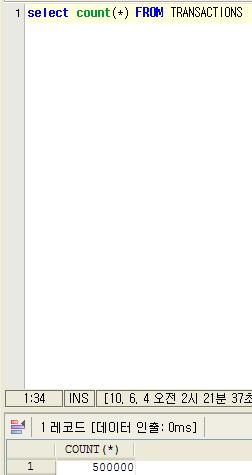 1 select count(*) FROM TRANSACTIONS
1:34 INS [10, 6, 4 오전 2시 21분 37초
1 레코드 [데이터 인출: 0ms]
COUNT(*)
1 500000